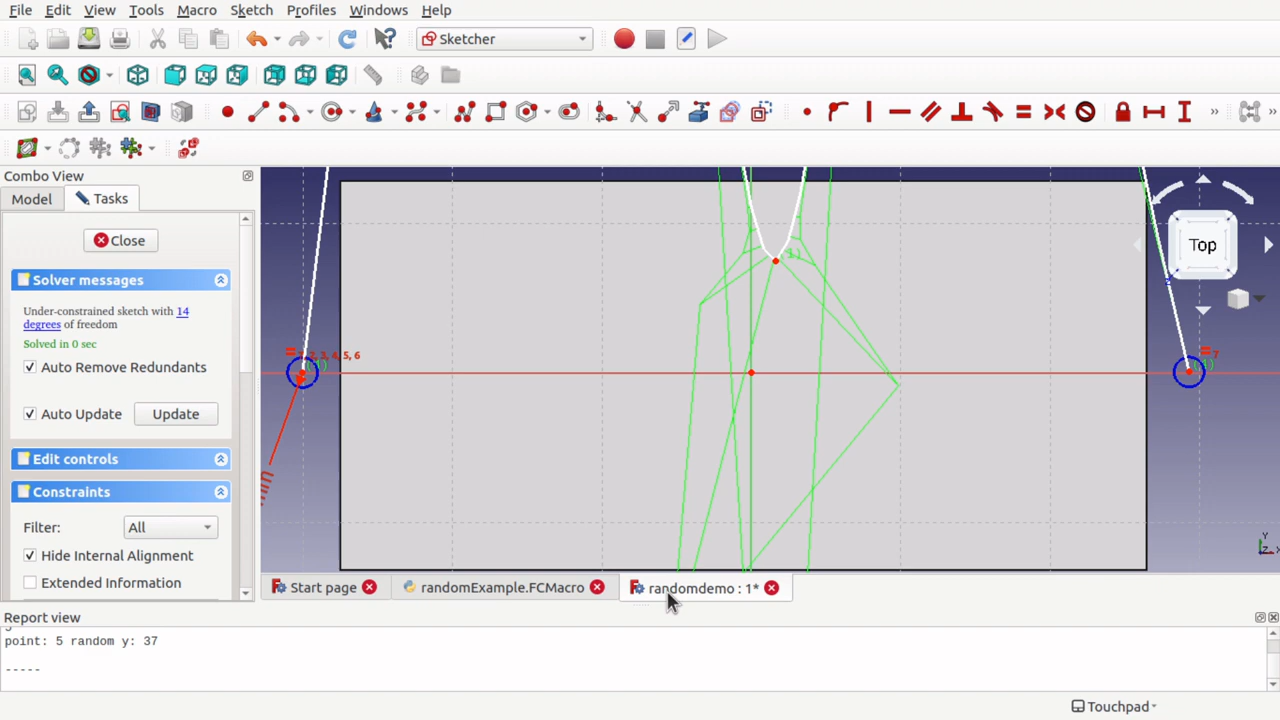 File Edit View Tools Macro Sketch Profiles Windows Help
Sketcher
Combo View
Model Tasks
Close
Solver messages
Under-constrained sketch with 14
degrees of freedom
Solved in 0 sec
Auto Remove Redundants
Auto Update Update
Edit controls
Constraints
Filter: All
Hide Internal Alignment
Extended Information
Top
Start page randomExample.FCMacro randomdemo : 1*
Report view
point: 5 random y: 37
-----
Touchpad